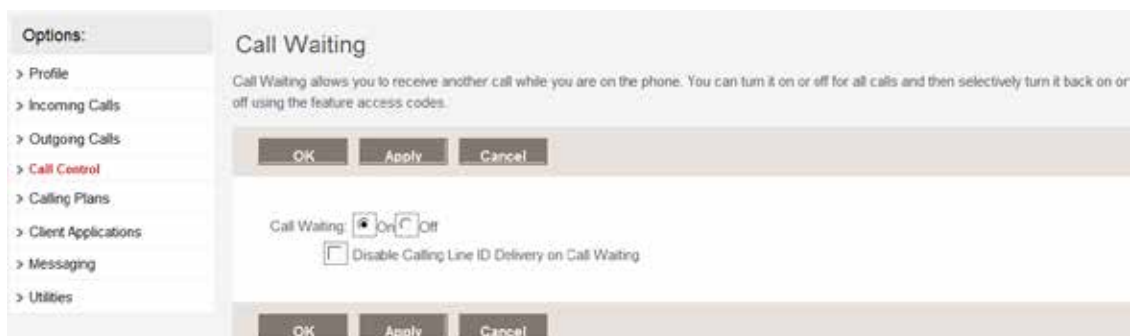 Options:
> Profile
> Incoming Calls
> Outgoing Calls
> Call Control
> Calling Plans
> Client Applications
> Messaging
> Utilities
Call Waiting
Call Waiting allows you to receive another call while you are on the phone. You can turn it on or off for all calls and then selectively turn it back on or
off using the feature access codes.
OK Apply Cancel
Call Waiting: On Off
Disable Calling Line ID Delivery on Call Waiting
OK Apply Cancel